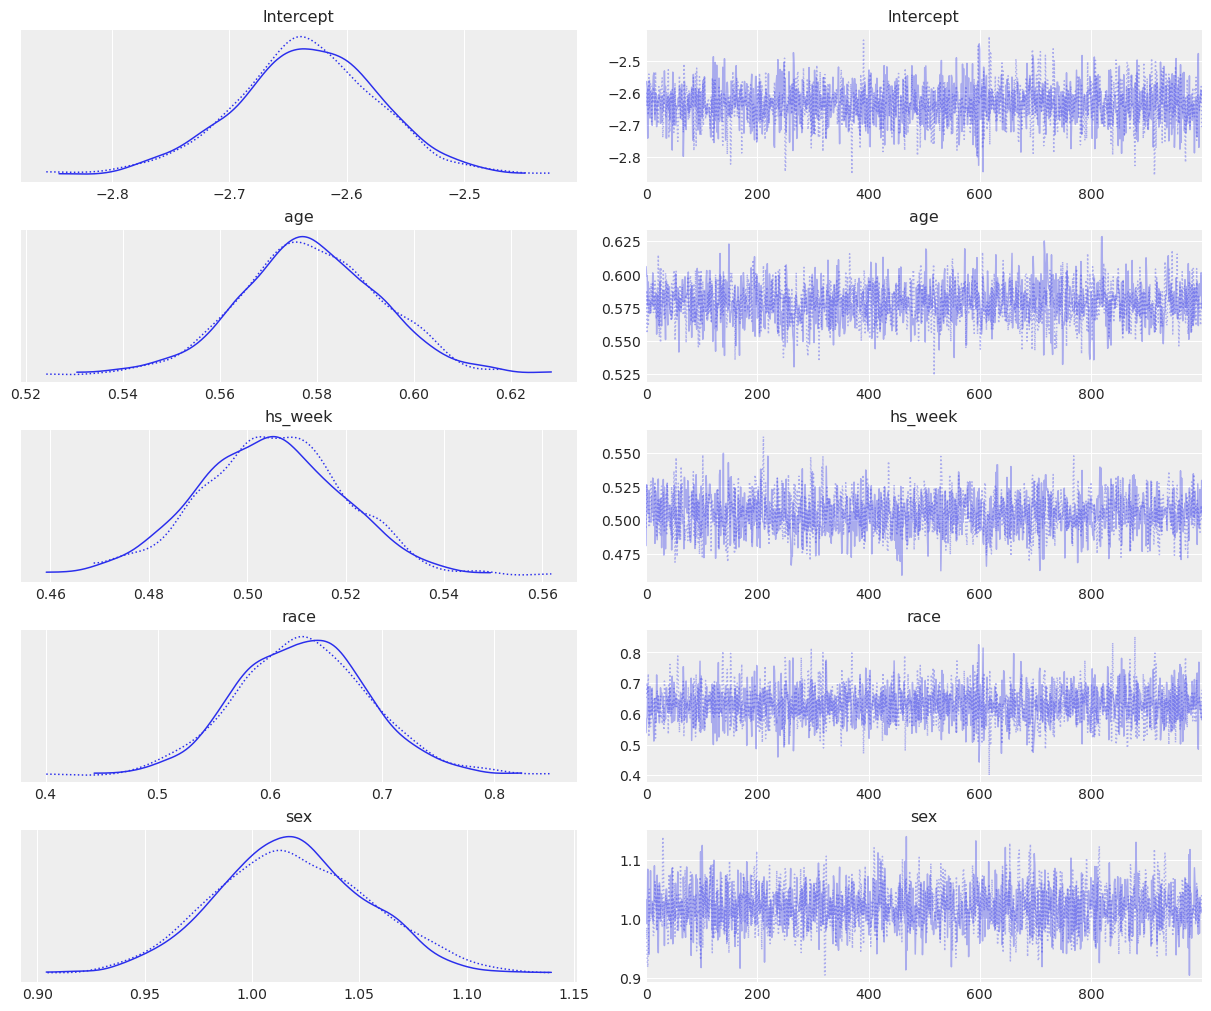 Intercept Intercept
−2.5
−2.6
−2.7
−2.8
−2.8 −2.7 −2.6 −2.5 0 200 400 600 800
age age
0.625
0.600
0.575
0.550
0.525
0.52 0.54 0.56 0.58 0.60 0.62 0 200 400 600 800
hs_week hs_week
0.550
0.525
0.500
0.475
0.46 0.48 0.50 0.52 0.54 0.56 0 200 400 600 800
race race
0.8
0.7
0.6
0.5
0.4
0.4 0.5 0.6 0.7 0.8 0 200 400 600 800
sex sex
1.1
1.0
0.9
0.90 0.95 1.00 1.05 1.10 1.15 0 200 400 600 800